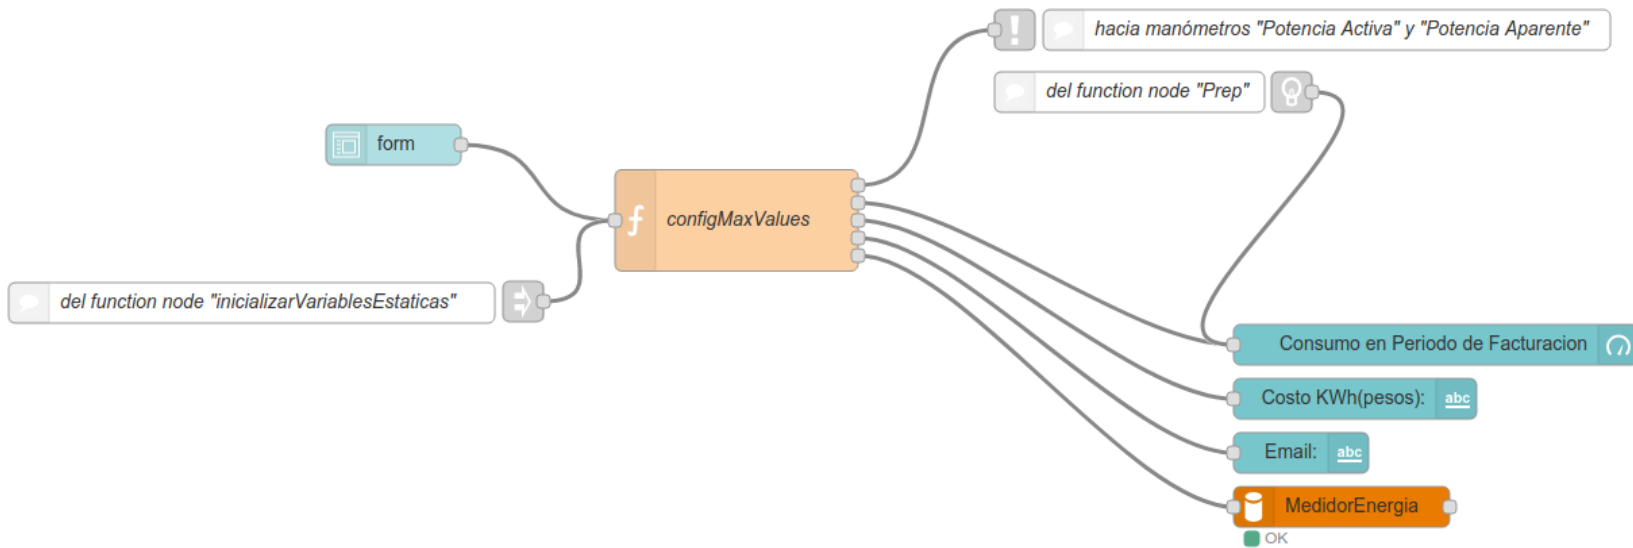 hacia manómetros "Potencia Activa" y "Potencia Aparente"
del function node "Prep"
form
configMaxValues
del function node "inicializarVariablesEstaticas"
Consumo en Periodo de Facturacion
Costo KWh(pesos):
abc
Email:
abc
MedidorEnergia
OK